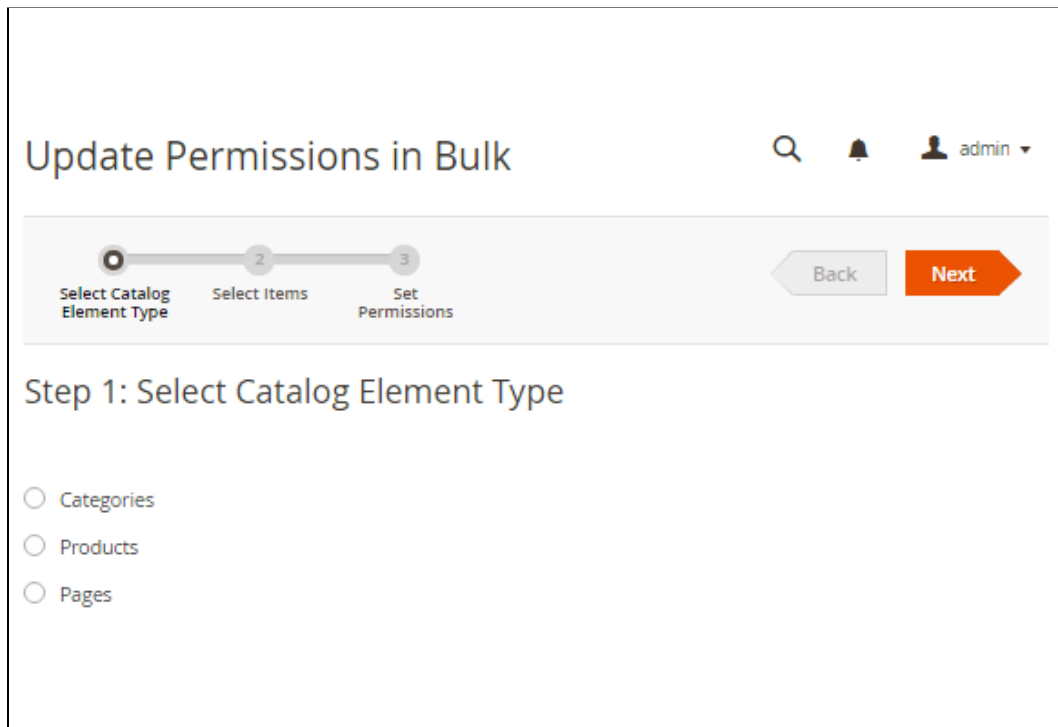 Update Permissions in Bulk
admin
2
3
Select Catalog
Element Type
Select Items
Set
Permissions
Back
Next
Step 1: Select Catalog Element Type
Categories
Products
Pages